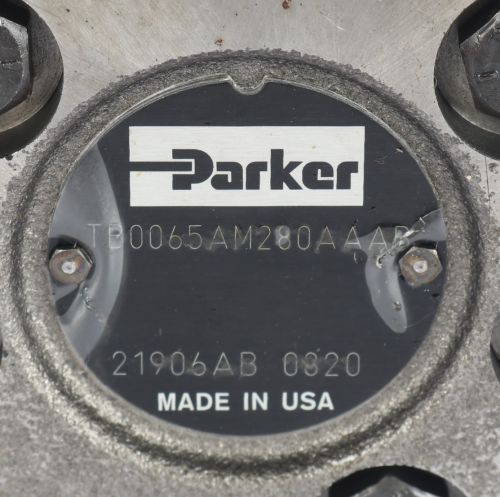 Parker
TB0065AM280AAAB
21906AB 0820
MADE IN USA